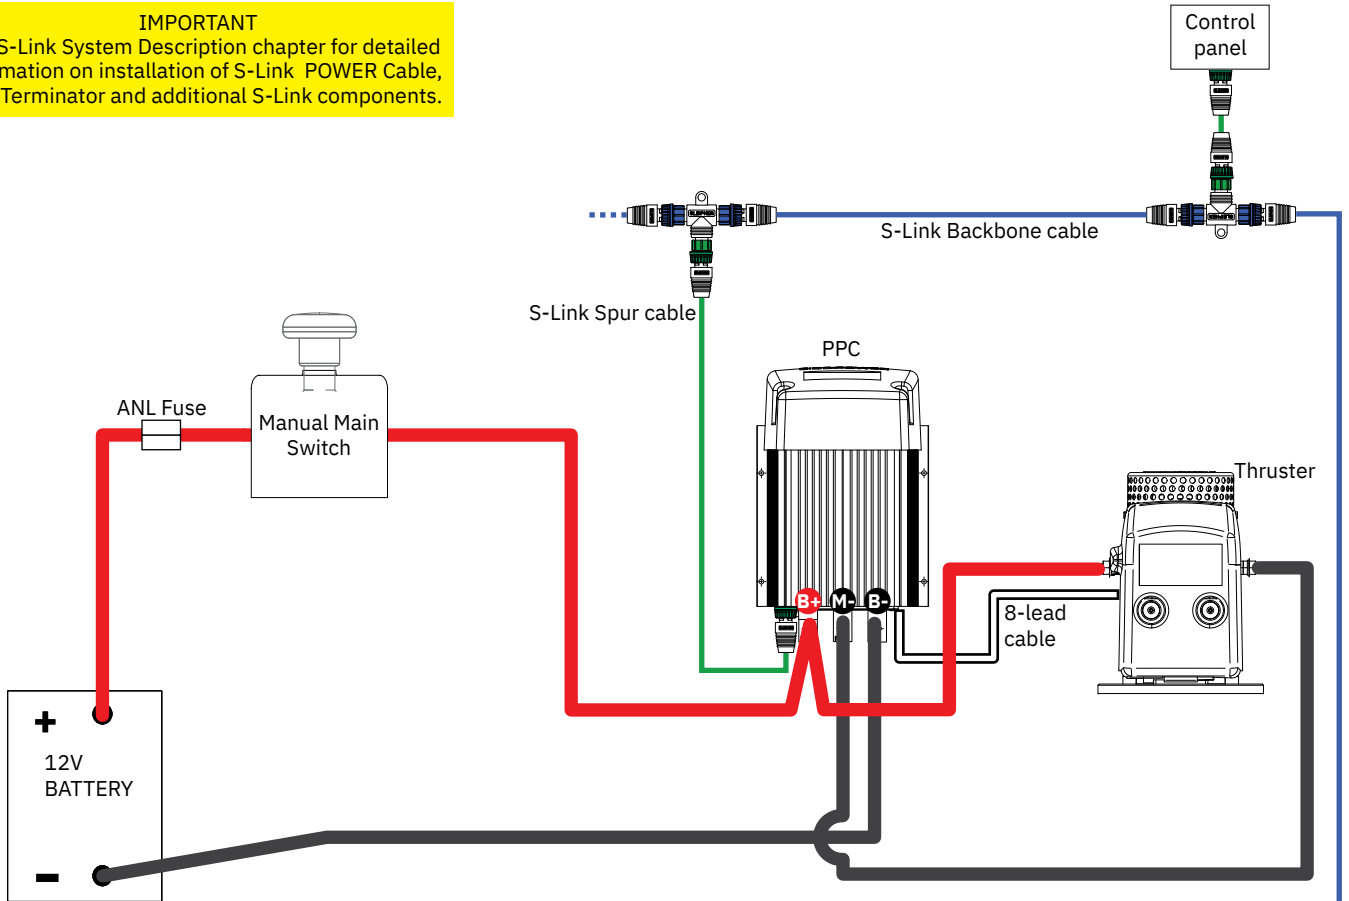 IMPORTANT
S-Link System Description chapter for detailed
mation on installation of S-Link POWER Cable,
Terminator and additional S-Link components.
Control
panel
S-Link Backbone cable
S-Link Spur cable
PPC
ANL Fuse
Manual Main
Switch
Thruster
B+ M- B-
8-lead
cable
+
12V
BATTERY
-